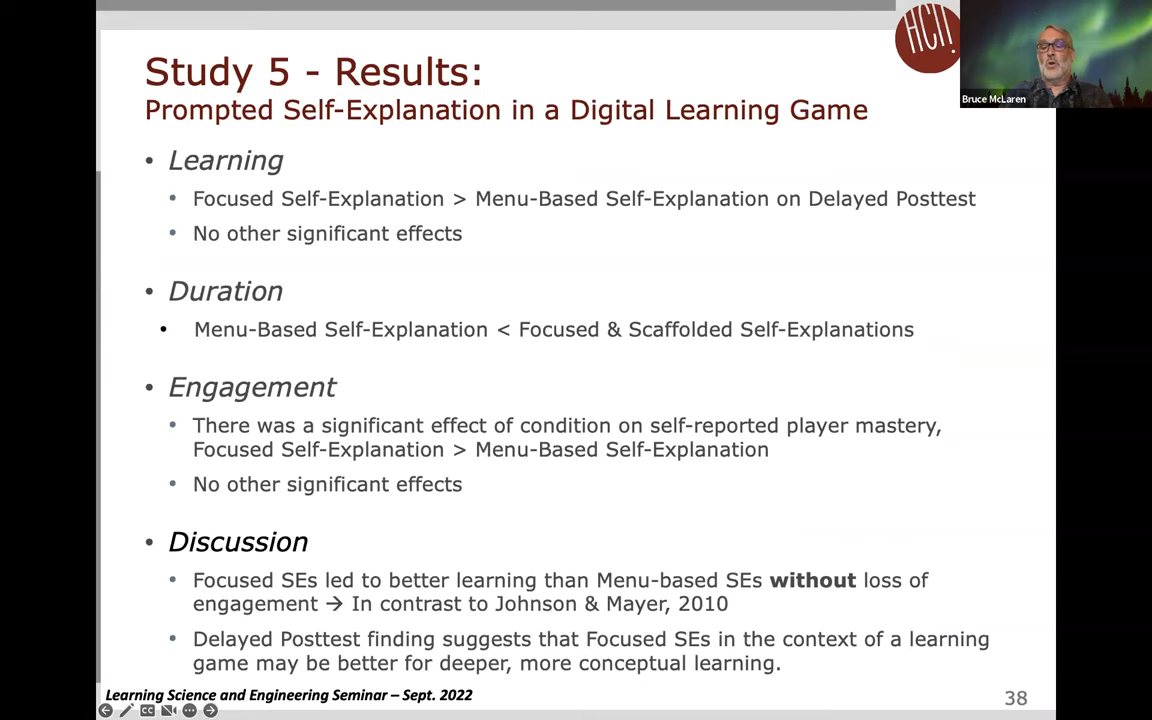 HCII
Bruce McLaren
Study 5 - Results:
Prompted Self-Explanation in a Digital Learning Game
• Learning
• Focused Self-Explanation > Menu-Based Self-Explanation on Delayed Posttest
• No other significant effects
• Duration
• Menu-Based Self-Explanation < Focused & Scaffolded Self-Explanations
• Engagement
• There was a significant effect of condition on self-reported player mastery,
Focused Self-Explanation > Menu-Based Self-Explanation
• No other significant effects
• Discussion
• Focused SEs led to better learning than Menu-based SEs without loss of
engagement → In contrast to Johnson & Mayer, 2010
• Delayed Posttest finding suggests that Focused SEs in the context of a learning
game may be better for deeper, more conceptual learning.
Learning Science and Engineering Seminar – Sept. 2022
38
CC